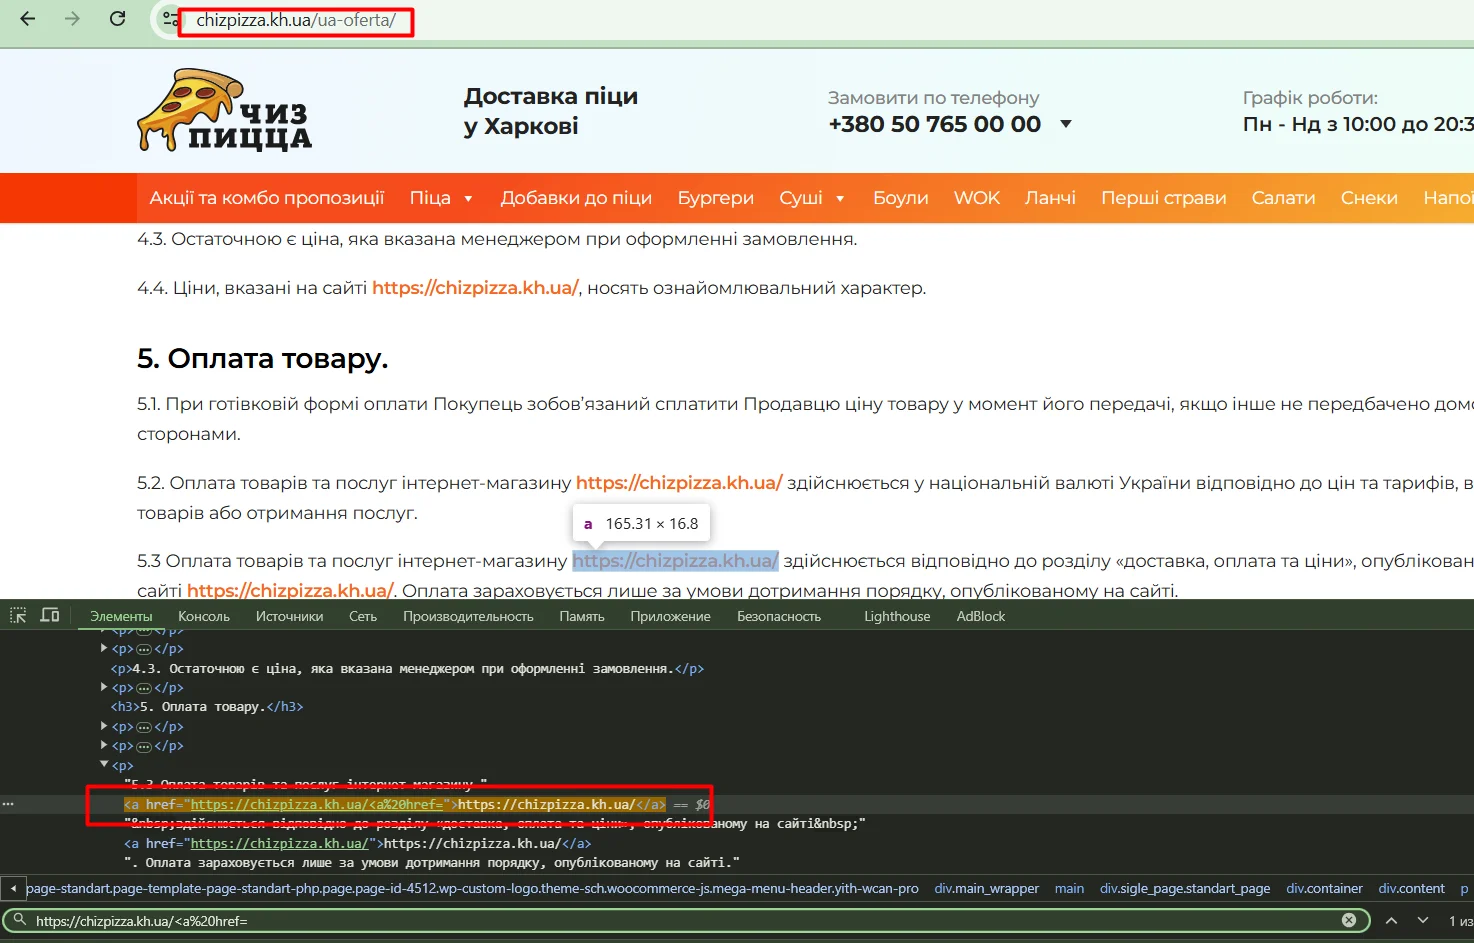 chizpizza.kh.ua/ua-oferta/
ЧИЗ
ПИЦЦА
Доставка піци
у Харкові
Замовити по телефону
+380 50 765 00 00
Графік роботи:
Пн - Нд з 10:00 до 20:3
Акції та комбо пропозиції Піца Добавки до піци Бургери Суші Боули WOK Ланчі Перші страви Салати Снеки Напої
4.3. Остаточною є ціна, яка вказана менеджером при оформленні замовлення.
4.4. Ціни, вказані на сайті https://chizpizza.kh.ua/, носять ознайомлювальний характер.
5. Оплата товару.
5.1. При готівковій формі оплати Покупець зобов’язаний сплатити Продавцю ціну товару у момент його передачі, якщо інше не передбачено домо
сторонами.
5.2. Оплата товарів та послуг інтернет-магазину https://chizpizza.kh.ua/ здійснюється у національній валюті України відповідно до цін та тарифів, в
товарів або отримання послуг.
a 165.31 × 16.8
5.3 Оплата товарів та послуг інтернет-магазину https://chizpizza.kh.ua/ здійснюється відповідно до розділу «доставка, оплата та ціни», опублікован
сайті https://chizpizza.kh.ua/. Оплата зараховується лише за умови дотримання порядку, опублікованому на сайті.
Элементы Консоль Источники Сеть Производительность Память Приложение Безопасность Lighthouse AdBlock
<p>…</p>
<p>…</p>
<p>4.3. Остаточною є ціна, яка вказана менеджером при оформленні замовлення.</p>
<p>…</p>
<h3>5. Оплата товару.</h3>
<p>…</p>
<p>…</p>
<p>
"5.3 Оплата товарів та послуг інтернет-магазину "
<a href="https://chizpizza.kh.ua/<a%20href=">https://chizpizza.kh.ua/</a> == $0
"&nbsp;здійснюється відповідно до розділу «доставка, оплата та ціни», опублікованому на сайті&nbsp;"
<a href="https://chizpizza.kh.ua/">https://chizpizza.kh.ua/</a>
". Оплата зараховується лише за умови дотримання порядку, опублікованому на сайті."
page-standart.page-template-page-standart-php.page.page-id-4512.wp-custom-logo.theme-sch.woocommerce-js.mega-menu-header.yith-wcan-pro div.main_wrapper main div.sigle_page.standart_page div.container div.content p
https://chizpizza.kh.ua/<a%20href=
1 из